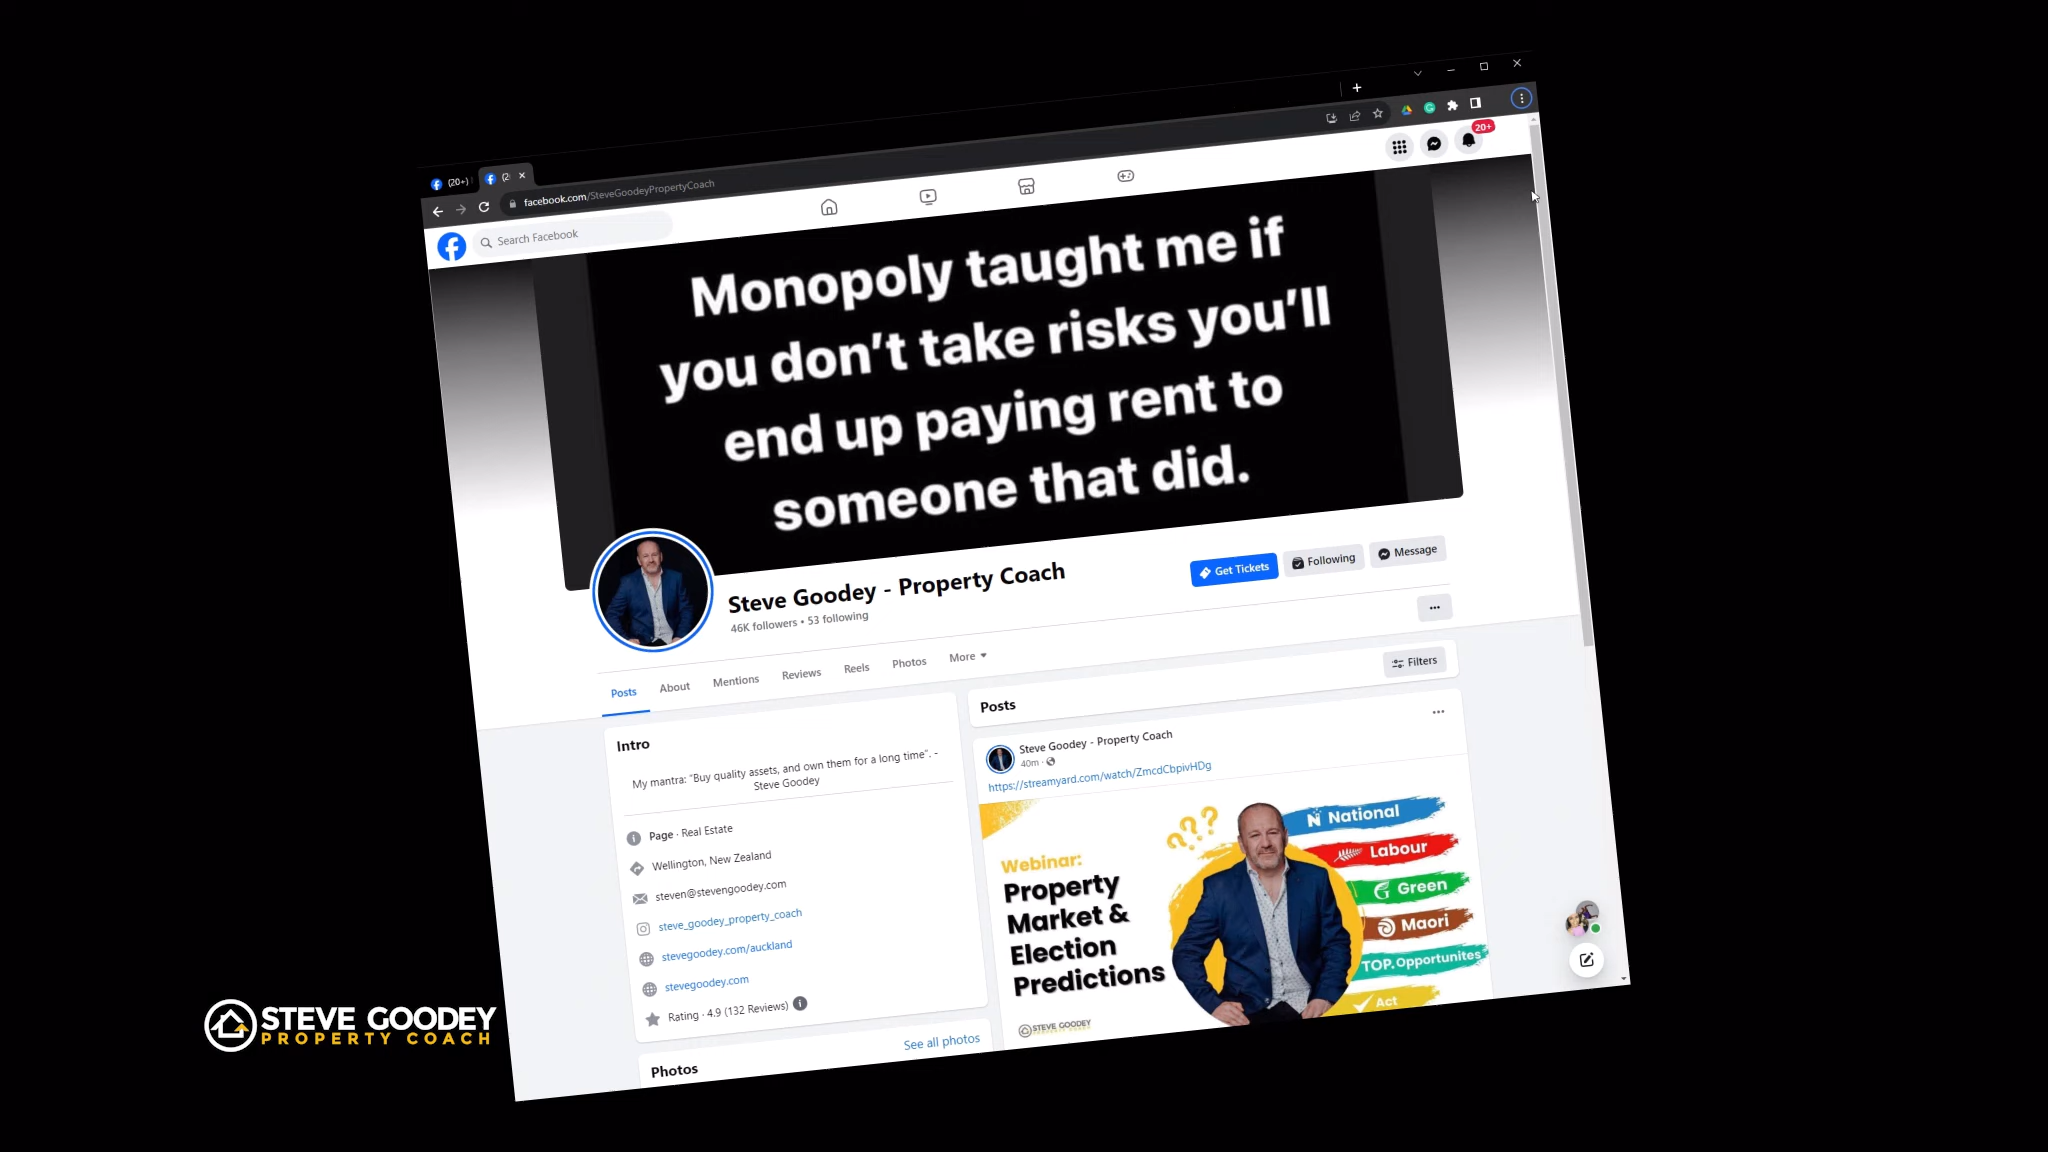 (20+)
(2
facebook.com/SteveGoodeyPropertyCoach
20+
Search Facebook
Monopoly taught me if
you don't take risks you'll
end up paying rent to
someone that did.
Steve Goodey - Property Coach
46K followers • 53 following
Get Tickets
Following
Message
Posts
About
Mentions
Reviews
Reels
Photos
More
Intro
My mantra: "Buy quality assets, and own them for a long time". -
Steve Goodey
Page · Real Estate
Wellington, New Zealand
steven@stevengoodey.com
steve_goodey_property_coach
stevegoodey.com/auckland
stevegoodey.com
Rating · 4.9 (132 Reviews)
Photos
See all photos
Posts
Filters
Steve Goodey - Property Coach
40m ·
https://streamyard.com/watch/ZmcdCbpivHDg
???
Webinar:
Property
Market &
Election
Predictions
STEVE GOODEY
National
Labour
Green
Maori
TOP. Opportunites
Act
STEVE GOODEY
PROPERTY COACH